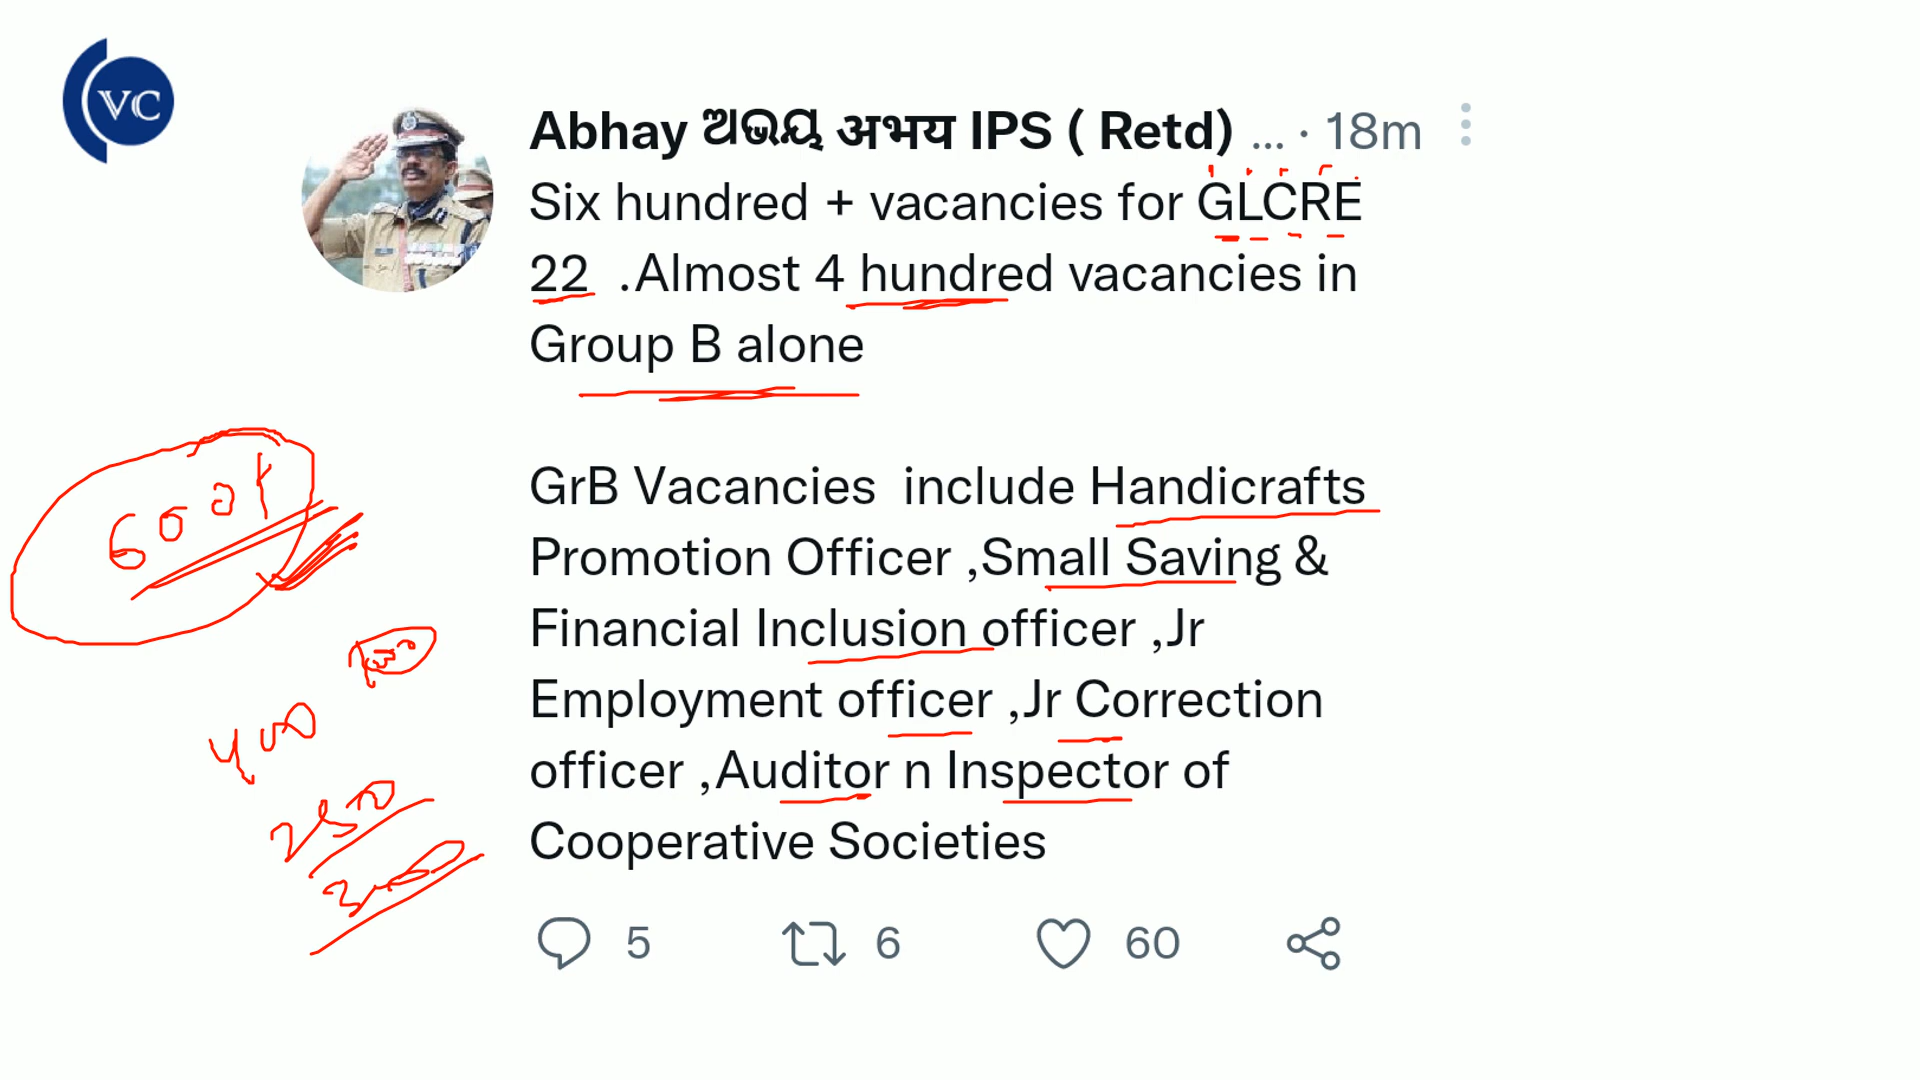 VC
Abhay ଅଭୟ अभय IPS ( Retd) ... · 18m
Six hundred + vacancies for GLCRE
22 .Almost 4 hundred vacancies in
Group B alone
GrB Vacancies include Handicrafts
Promotion Officer ,Small Saving &
Financial Inclusion officer ,Jr
Employment officer ,Jr Correction
officer ,Auditor n Inspector of
Cooperative Societies
5 6 60
600+
400
250